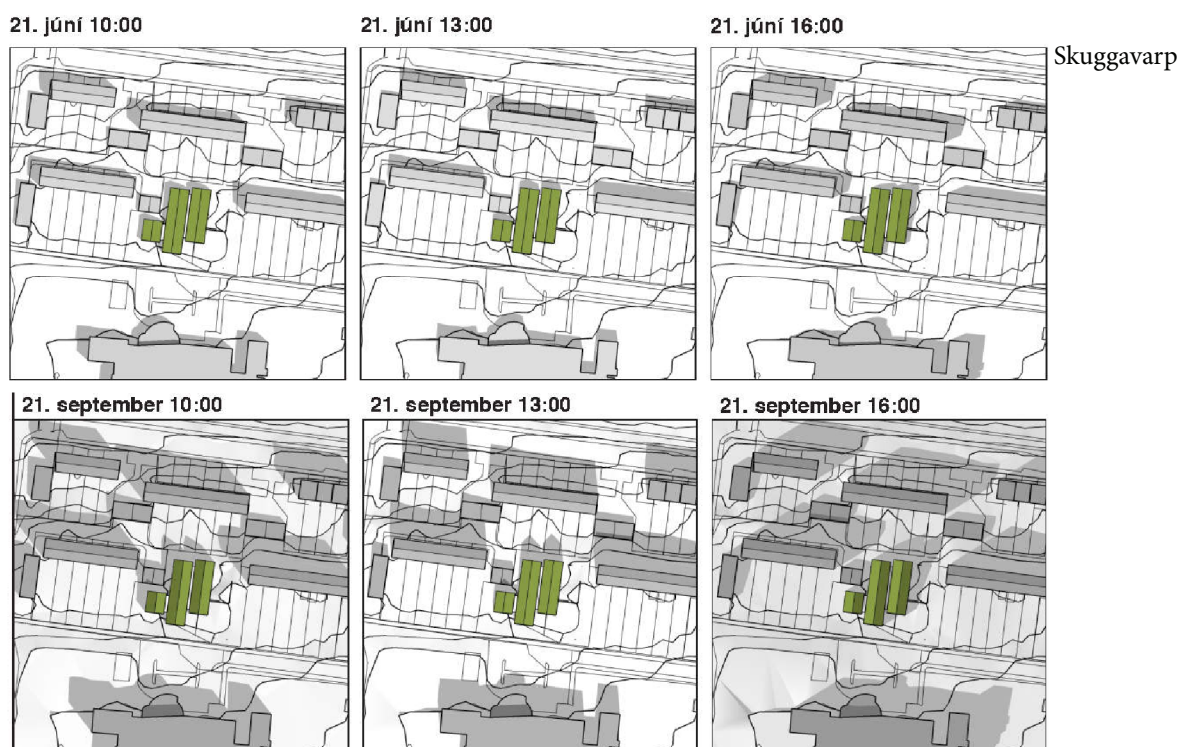 21. júní 10:00
21. júní 13:00
21. júní 16:00
Skuggavarp
21. september 10:00
21. september 13:00
21. september 16:00